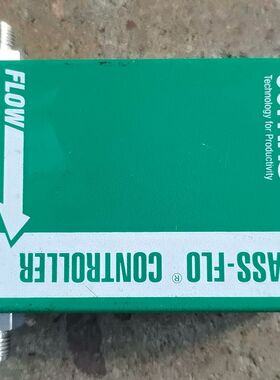 Technology for Productivity
FLOW
ASS-FLO® CONTROLLER